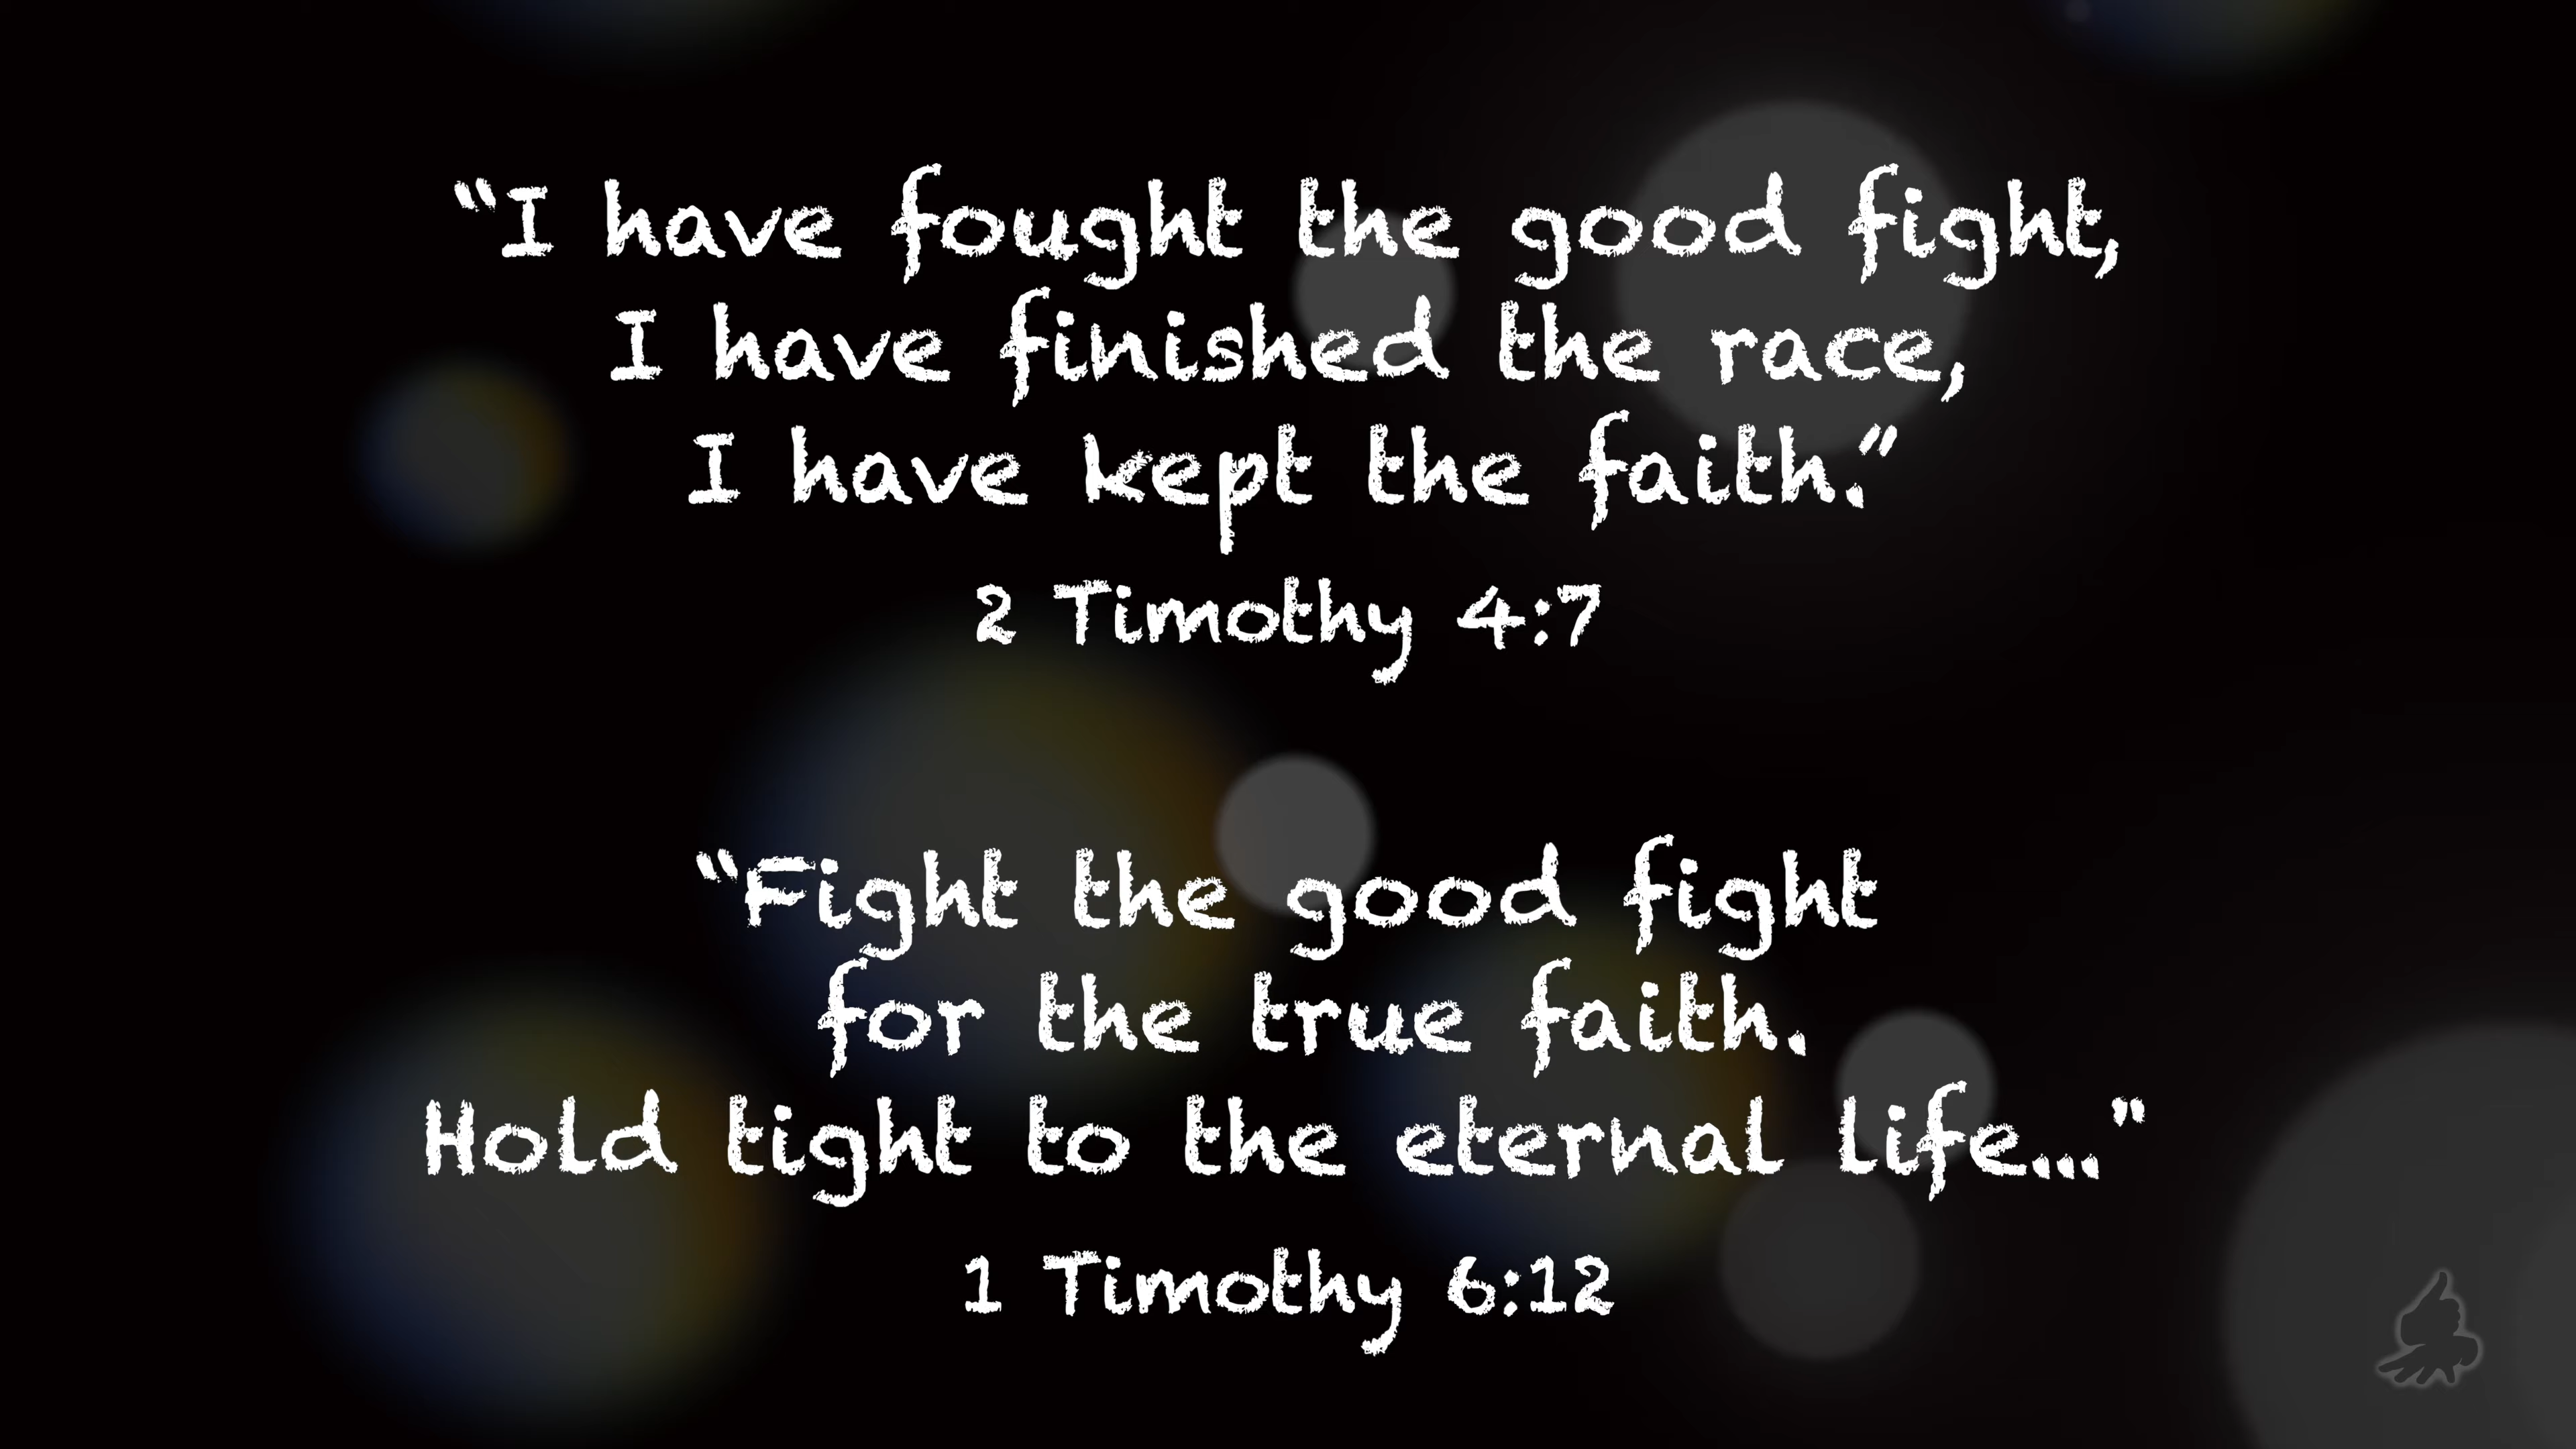 “I have fought the good fight,
I have finished the race,
I have kept the faith.”
2 Timothy 4:7
“Fight the good fight
for the true faith.
Hold tight to the eternal life..."
1 Timothy 6:12